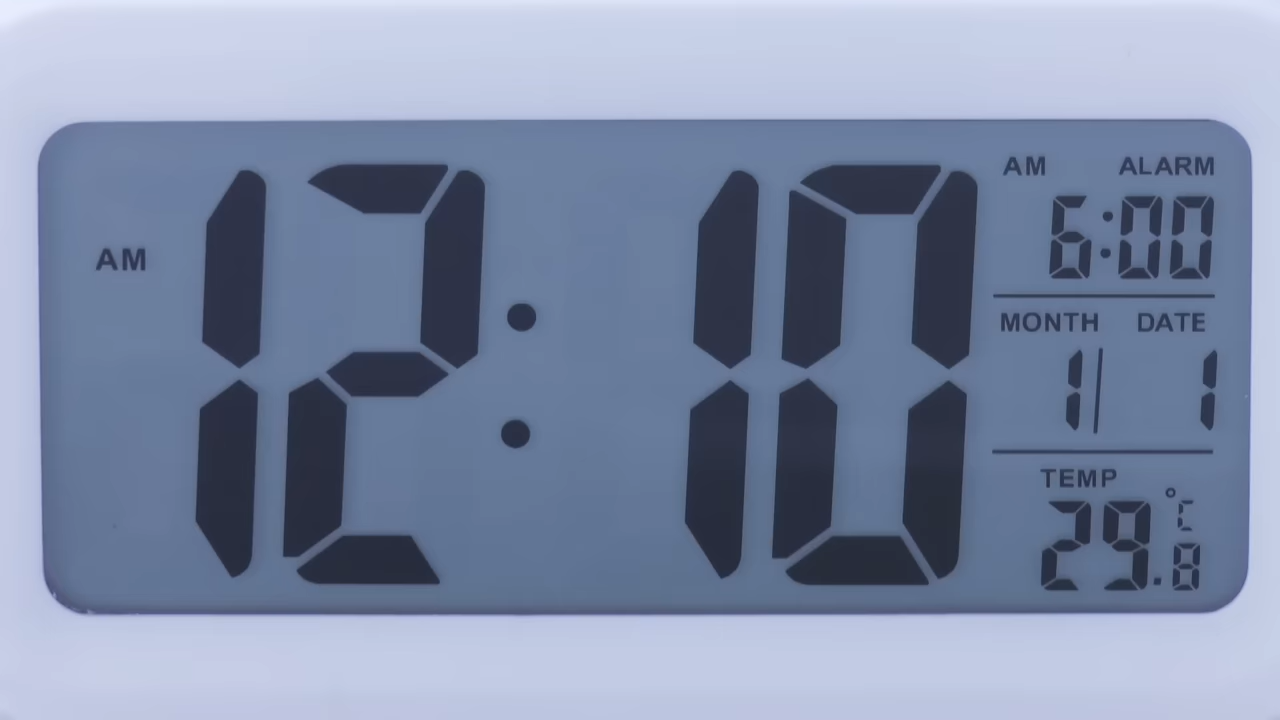 AM 12:10
AM ALARM
6:00
MONTH DATE
1 1
TEMP
29.8 °C